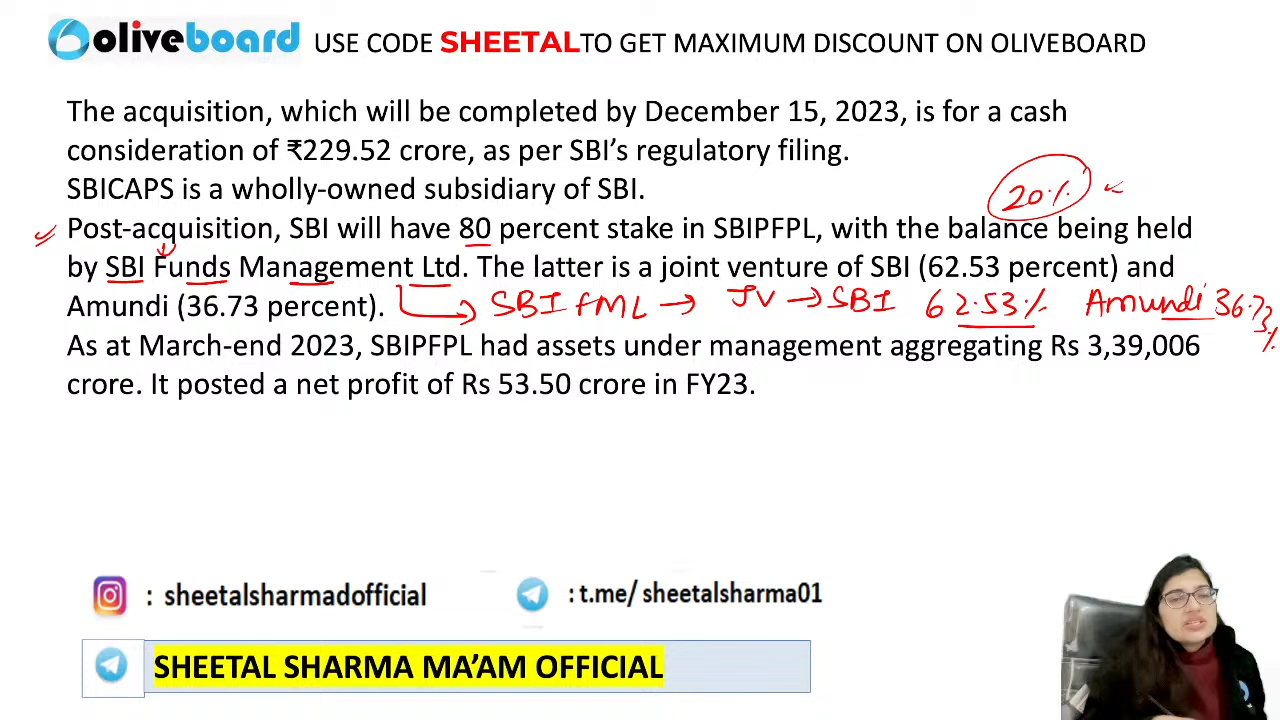 oliveboard USE CODE SHEETAL TO GET MAXIMUM DISCOUNT ON OLIVEBOARD
The acquisition, which will be completed by December 15, 2023, is for a cash
consideration of ₹229.52 crore, as per SBI's regulatory filing.
SBICAPS is a wholly-owned subsidiary of SBI.
20%
Post-acquisition, SBI will have 80 percent stake in SBIPFPL, with the balance being held
by SBI Funds Management Ltd. The latter is a joint venture of SBI (62.53 percent) and
Amundi (36.73 percent).
SBI FML → JV → SBI 62.53% Amundi 36.73%
As at March-end 2023, SBIPFPL had assets under management aggregating Rs 3,39,006
crore. It posted a net profit of Rs 53.50 crore in FY23.
: sheetalsharmadofficial
: t.me/ sheetalsharma01
SHEETAL SHARMA MA'AM OFFICIAL